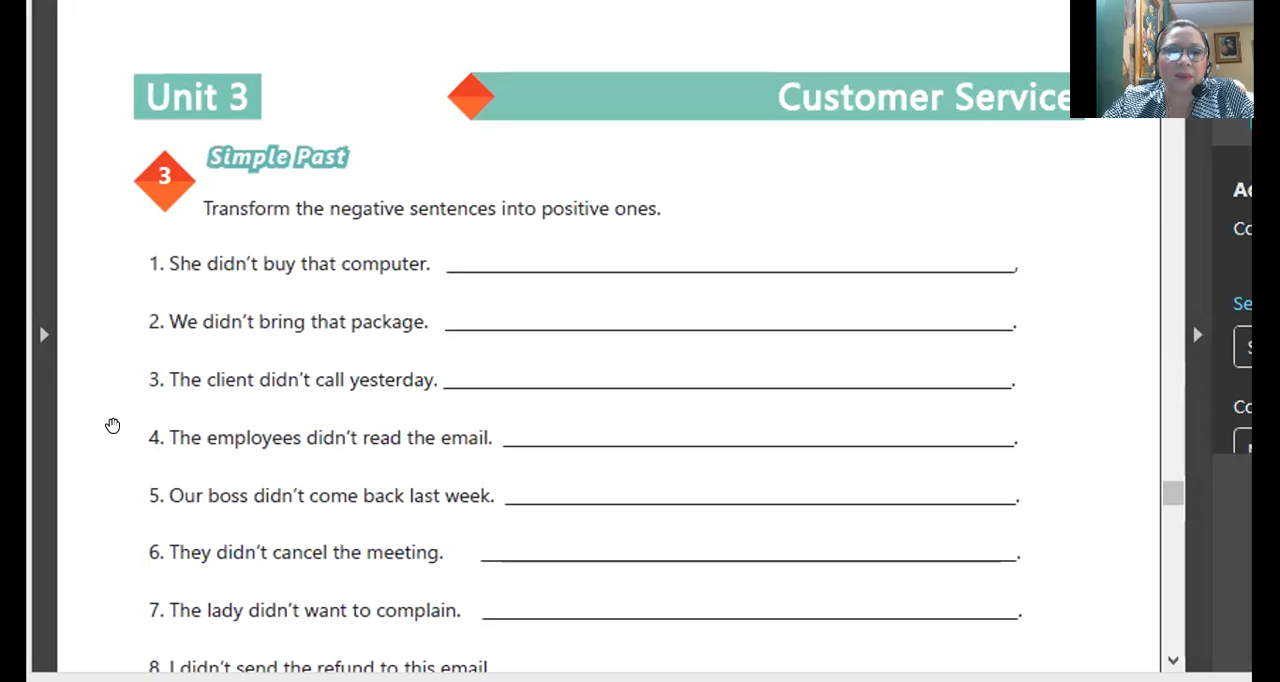 Unit 3
Customer Service
3
Simple Past
Transform the negative sentences into positive ones.
1. She didn’t buy that computer. ,
2. We didn’t bring that package. .
3. The client didn’t call yesterday. .
4. The employees didn’t read the email. .
5. Our boss didn’t come back last week. .
6. They didn’t cancel the meeting. .
7. The lady didn’t want to complain. .
8. I didn’t send the refund to this email